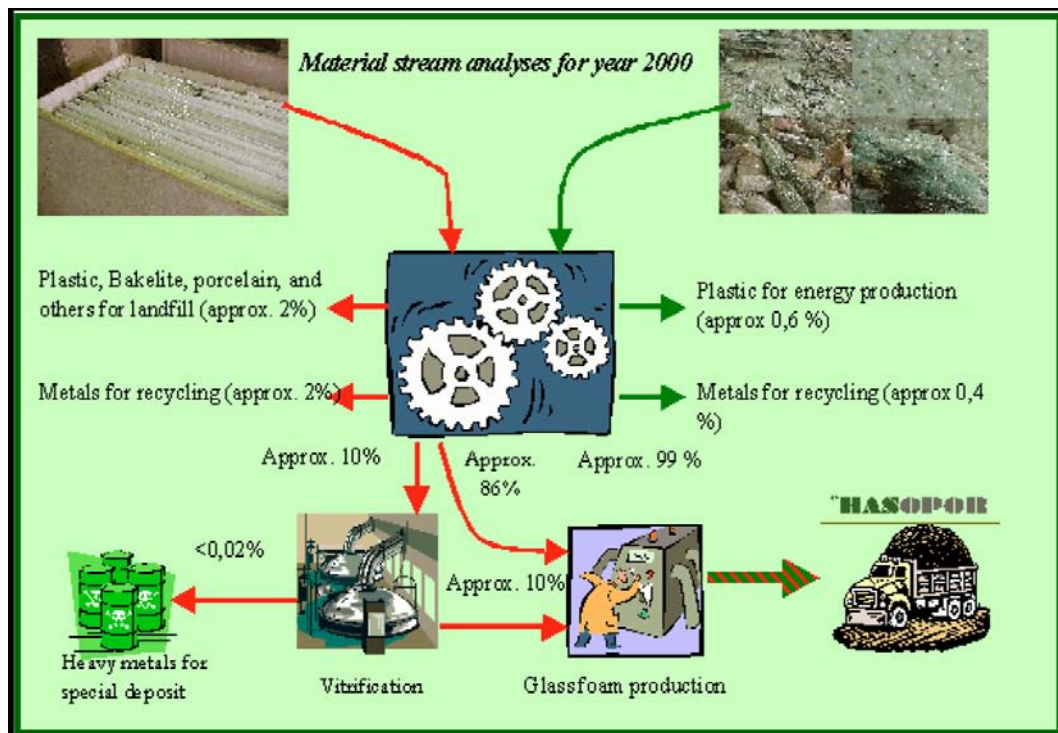 Material stream analyses for year 2000
Plastic, Bakelite, porcelain, and
others for landfill (approx. 2%)
Plastic for energy production
(approx 0,6 %)
Metals for recycling (approx. 2%)
Metals for recycling (approx 0,4
%)
Approx. 10%
Approx.
86%
Approx. 99 %
HASOPOR
<0,02%
Approx. 10%
Heavy metals for
special deposit
Vitrification
Glassfoam production